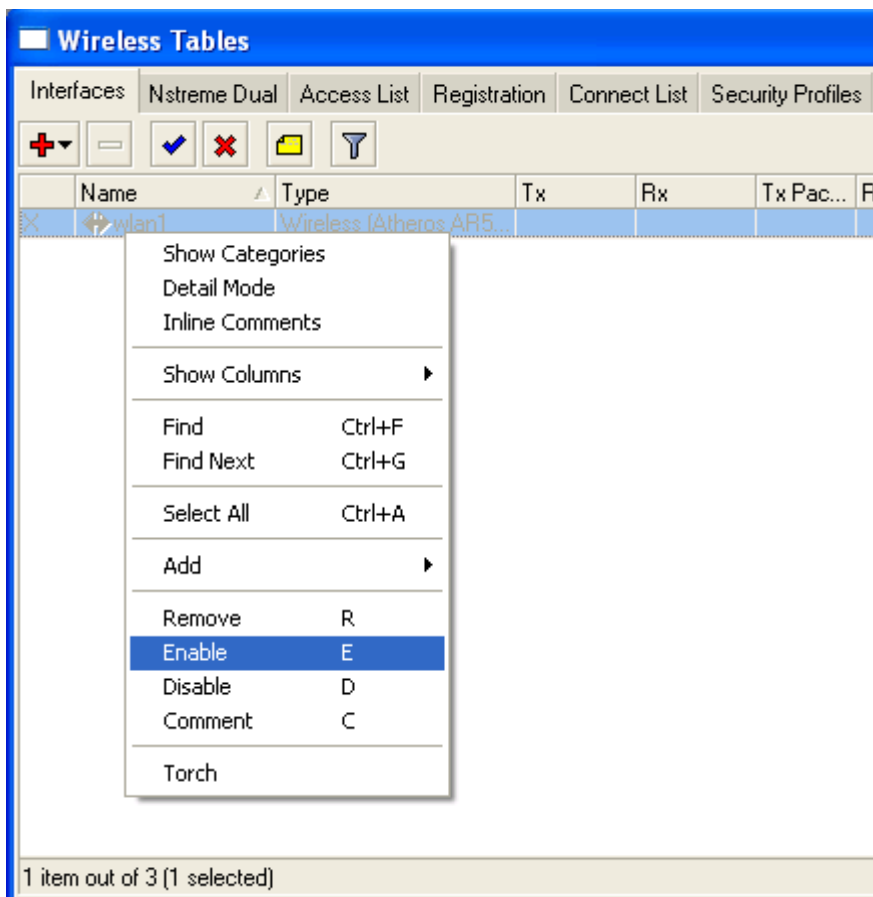 Wireless Tables
Interfaces Nstreme Dual Access List Registration Connect List Security Profiles
Name Type Tx Rx Tx Pac... R
X wlan1 Wireless (Atheros AR5...
Show Categories
Detail Mode
Inline Comments
Show Columns
Find Ctrl+F
Find Next Ctrl+G
Select All Ctrl+A
Add
Remove R
Enable E
Disable D
Comment C
Torch
1 item out of 3 (1 selected)